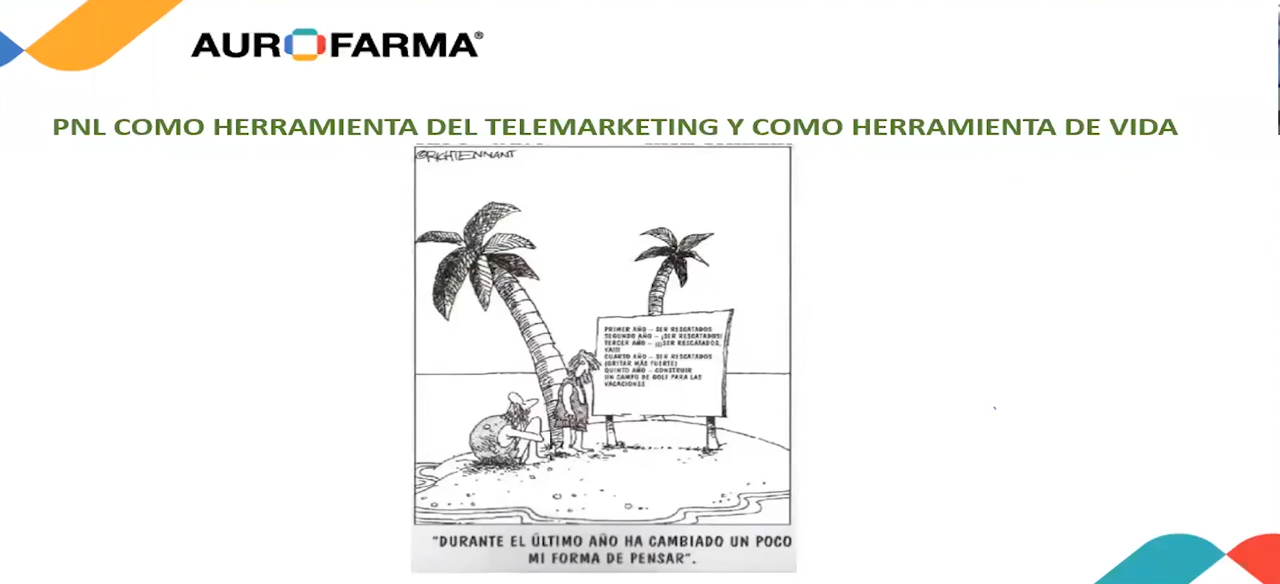 AUROFARMA®
PNL COMO HERRAMIENTA DEL TELEMARKETING Y COMO HERRAMIENTA DE VIDA
©RICHTENNANT
PRIMER AÑO – SER RESCATADOS
SEGUNDO AÑO – ¡SER RESCATADOS!
TERCER AÑO – ¡¡¡SER RESCATADOS,
YA!!!
CUARTO AÑO – SER RESCATADOS
(GRITAR MÁS FUERTE)
QUINTO AÑO – CONSTRUIR
UN CAMPO DE GOLF PARA LAS
VACACIONES
"DURANTE EL ÚLTIMO AÑO HA CAMBIADO UN POCO
MI FORMA DE PENSAR".